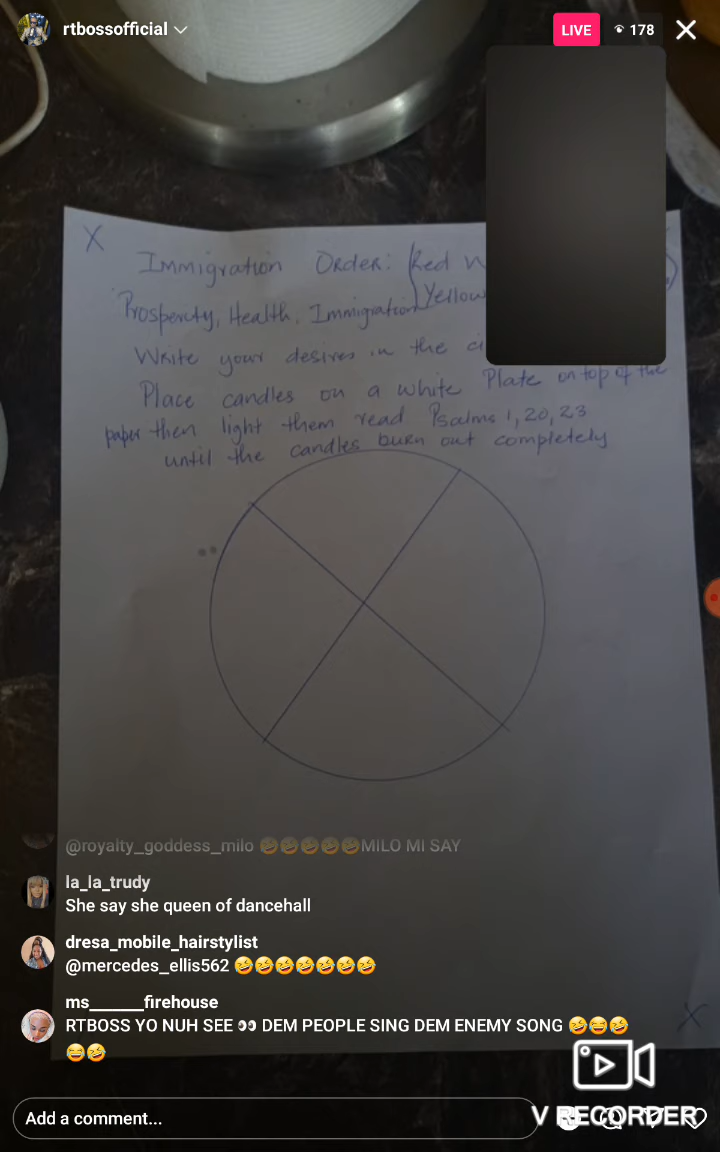 rtbossofficial
LIVE
178
X
Immigration Order: (Red W
Prosperity, Health, Immigration Yellow
Write your desires in the ci
Place candles on a white Plate on top of the
paper then light them read Psalms 1, 20, 23
until the candles burn out completely
@royalty_goddess_milo 🤣🤣🤣🤣🤣MILO MI SAY
la_la_trudy
She say she queen of dancehall
dresa_mobile_hairstylist
@mercedes_ellis562 🤣🤣🤣🤣🤣🤣🤣
ms______firehouse
RTBOSS YO NUH SEE 👀 DEM PEOPLE SING DEM ENEMY SONG 🤣😂🤣
😂🤣
X
Add a comment...
V RECORDER